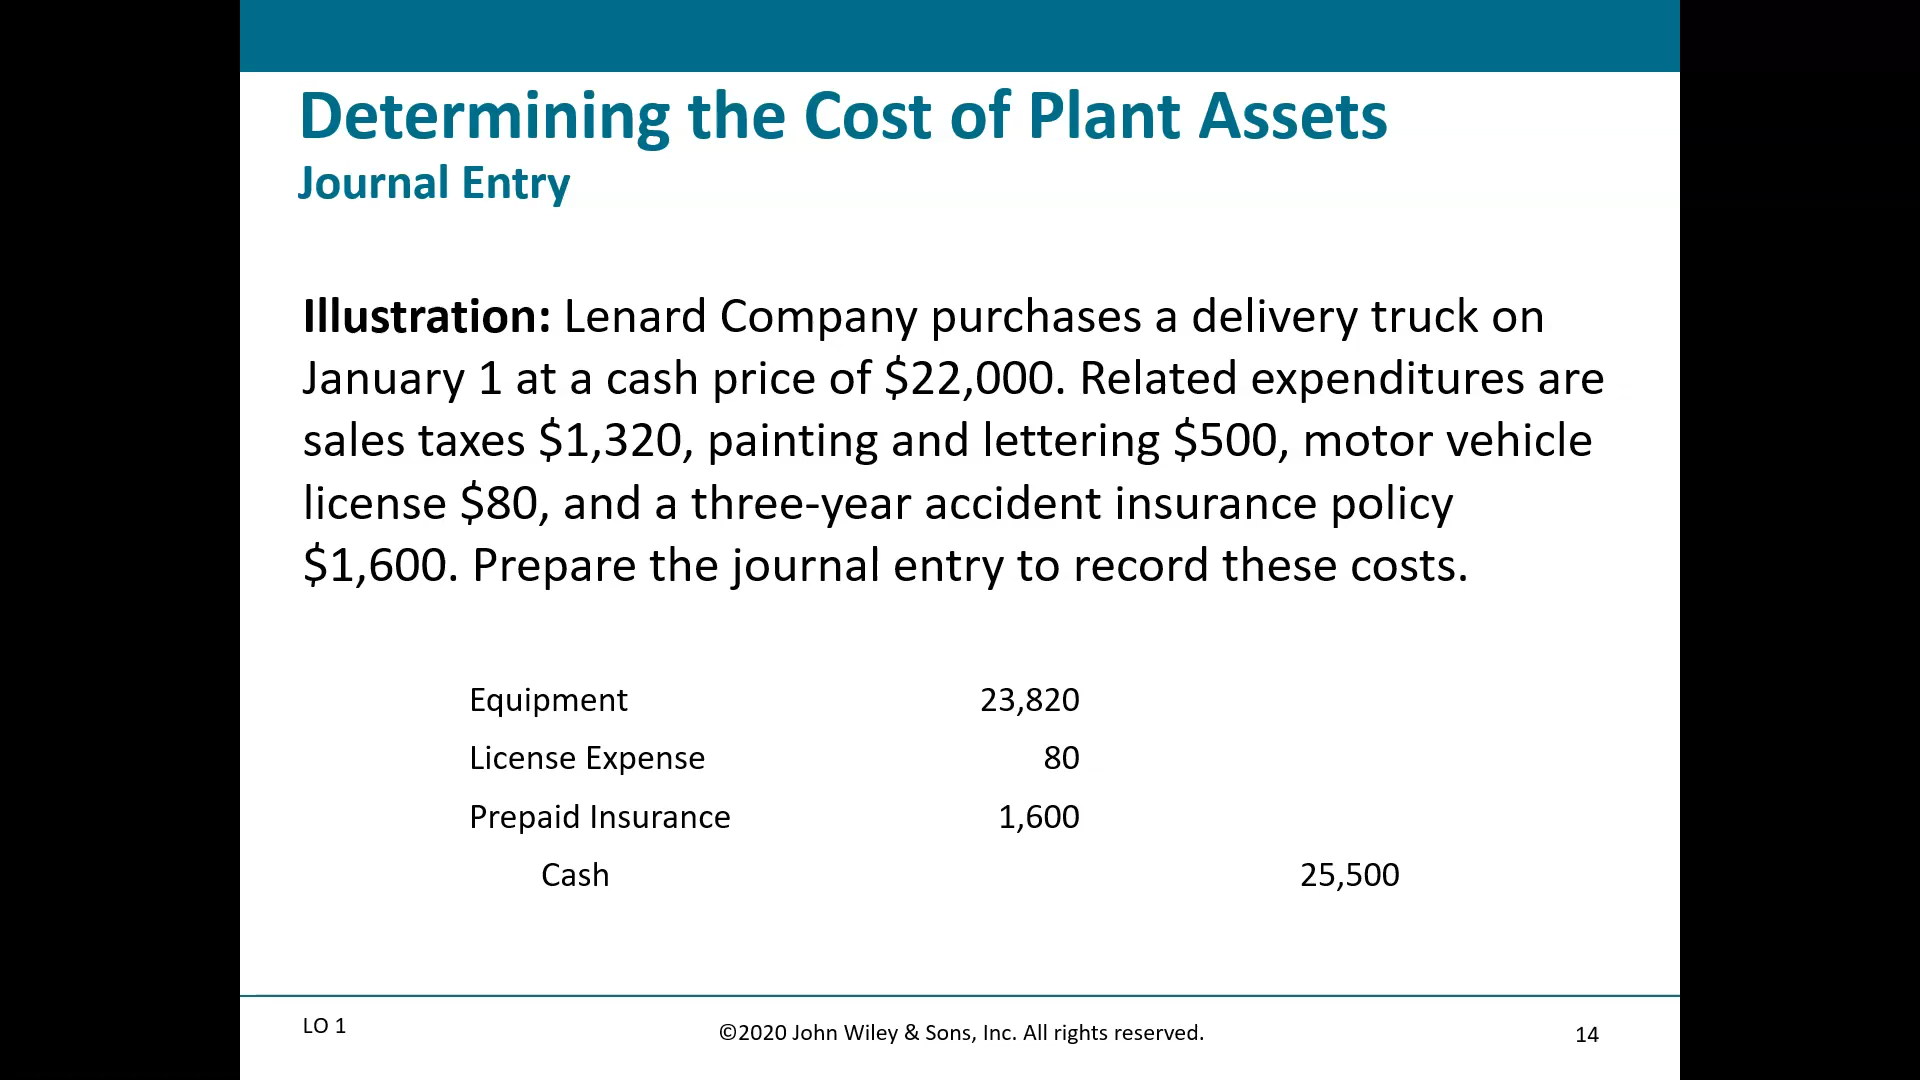 Determining the Cost of Plant Assets
Journal Entry
Illustration: Lenard Company purchases a delivery truck on
January 1 at a cash price of $22,000. Related expenditures are
sales taxes $1,320, painting and lettering $500, motor vehicle
license $80, and a three-year accident insurance policy
$1,600. Prepare the journal entry to record these costs.
Equipment 23,820
License Expense 80
Prepaid Insurance 1,600
Cash 25,500
LO 1
©2020 John Wiley & Sons, Inc. All rights reserved.
14